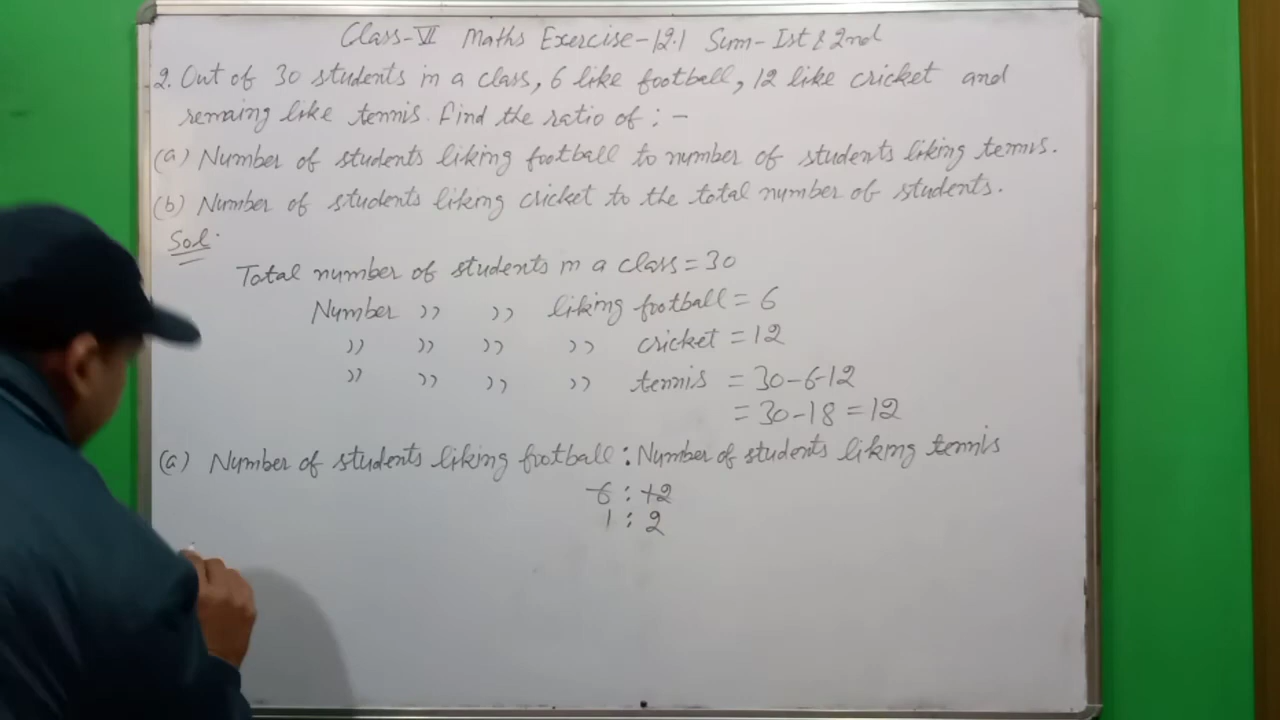 Class-VI Maths Exercise-12.1 Sum-Ist & 2nd
2. Out of 30 students in a class, 6 like football, 12 like cricket and
remaing like tennis. Find the ratio of : -
(a) Number of students liking football to number of students liking tennis.
(b) Number of students liking cricket to the total number of students.
Sol.
Total number of students in a class = 30
Number ,, ,, liking football = 6
,, ,, ,, ,, cricket = 12
,, ,, ,, ,, tennis = 30-6-12
= 30-18 = 12
(a) Number of students liking football : Number of students liking tennis
6 : 12
1 : 2